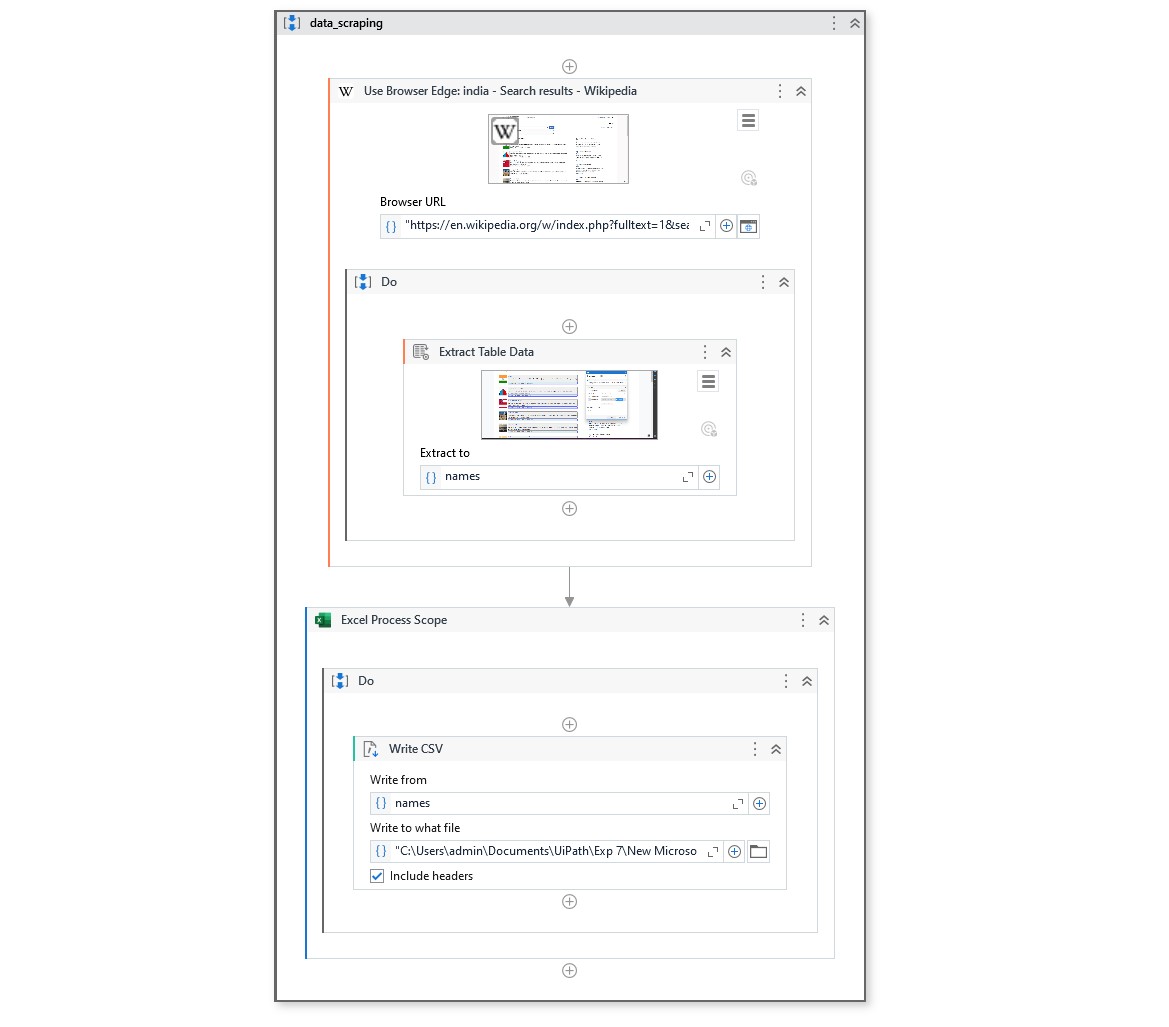 data_scraping
W Use Browser Edge: india - Search results - Wikipedia
W
Browser URL
{} "https://en.wikipedia.org/w/index.php?fulltext=1&sea
Do
Extract Table Data
Extract to
{} names
Excel Process Scope
Do
Write CSV
Write from
{} names
Write to what file
{} "C:\Users\admin\Documents\UiPath\Exp 7\New Microso
Include headers